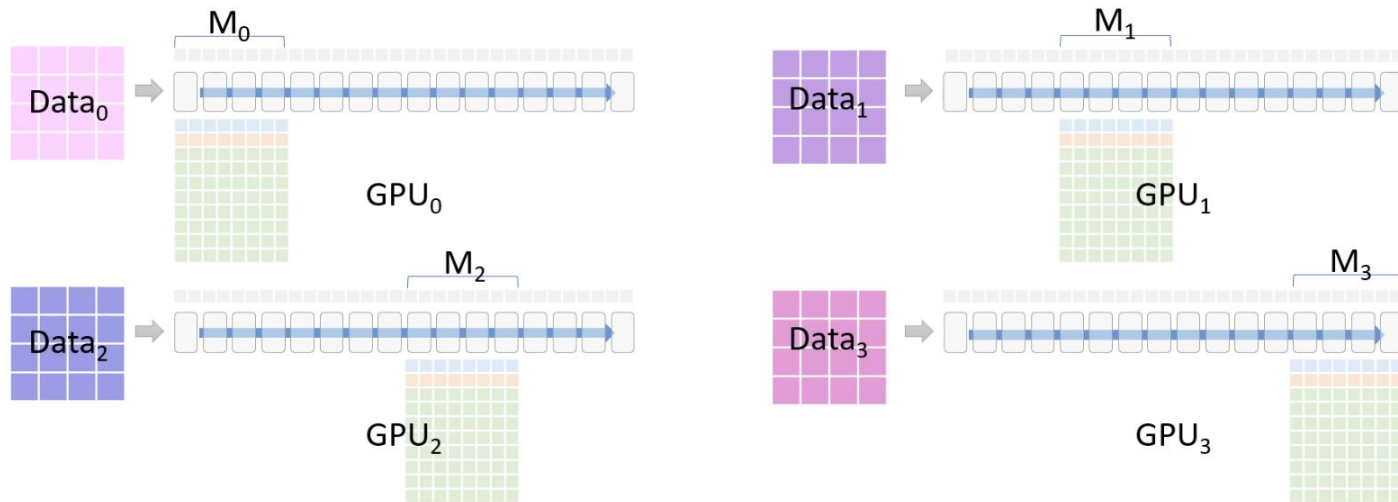 M₀
Data₀
GPU₀
M₁
Data₁
GPU₁
M₂
Data₂
GPU₂
M₃
Data₃
GPU₃